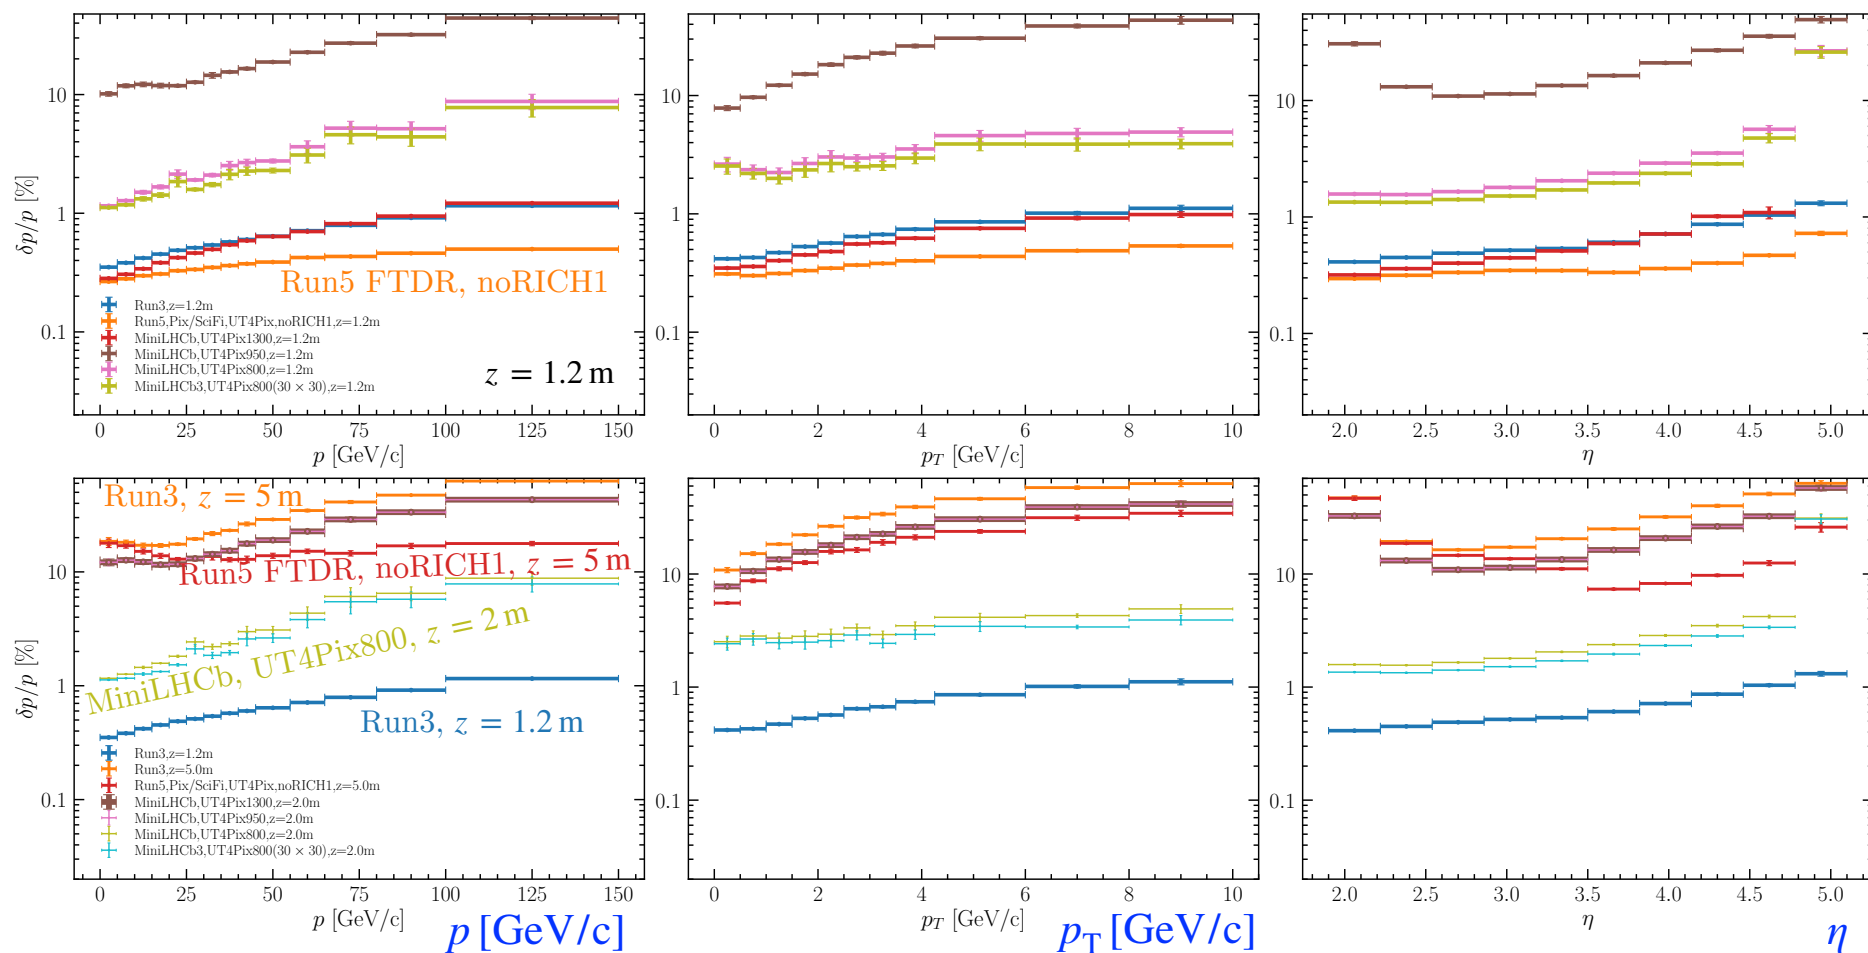 10
1
0.1
δp/p [%]
Run5 FTDR, noRICH1
Run3,z=1.2m
Run5,Pix/SciFi,UT4Pix,noRICH1,z=1.2m
MiniLHCb,UT4Pix1300,z=1.2m
MiniLHCb,UT4Pix950,z=1.2m
MiniLHCb,UT4Pix800,z=1.2m
MiniLHCb3,UT4Pix800(30 × 30),z=1.2m
z = 1.2 m
0 25 50 75 100 125 150
p [GeV/c]
10
1
0.1
0 2 4 6 8 10
p_T [GeV/c]
10
1
0.1
2.0 2.5 3.0 3.5 4.0 4.5 5.0
η
10
1
0.1
δp/p [%]
Run3, z = 5 m
Run5 FTDR, noRICH1, z = 5 m
MiniLHCb, UT4Pix800, z = 2 m
Run3, z = 1.2 m
Run3,z=1.2m
Run3,z=5.0m
Run5,Pix/SciFi,UT4Pix,noRICH1,z=5.0m
MiniLHCb,UT4Pix1300,z=2.0m
MiniLHCb,UT4Pix950,z=2.0m
MiniLHCb,UT4Pix800,z=2.0m
MiniLHCb3,UT4Pix800(30 × 30),z=2.0m
0 25 50 75 100 125 150
p [GeV/c]
p [GeV/c]
10
1
0.1
0 2 4 6 8 10
p_T [GeV/c]
p_T [GeV/c]
10
1
0.1
2.0 2.5 3.0 3.5 4.0 4.5 5.0
η
η